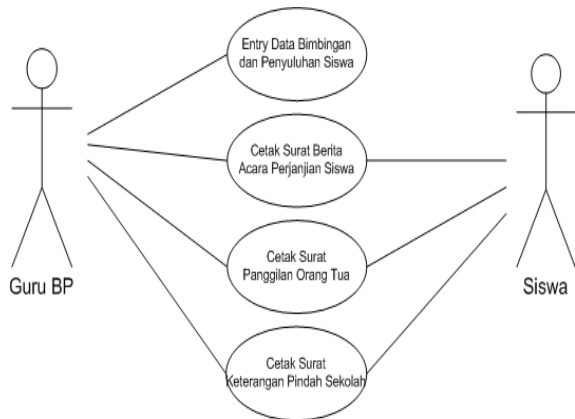 Entry Data Bimbingan
dan Penyuluhan Siswa
Cetak Surat Berita
Acara Perjanjian Siswa
Cetak Surat
Panggilan Orang Tua
Cetak Surat
Keterangan Pindah Sekolah
Guru BP
Siswa